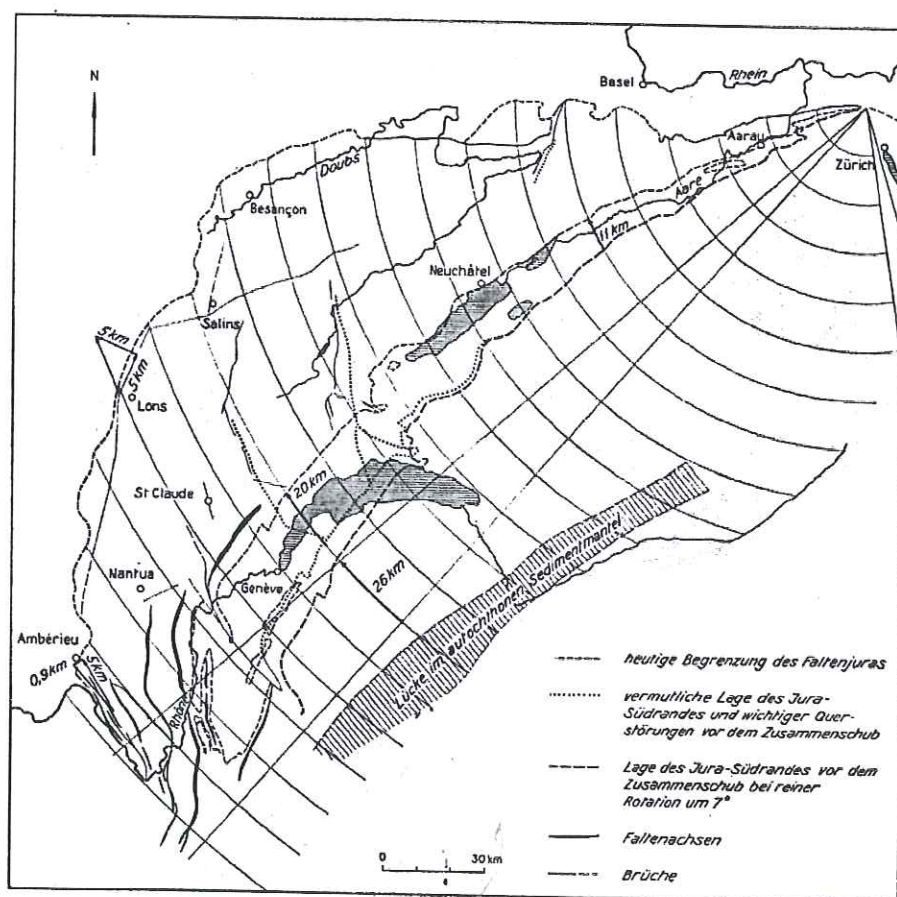 N
Basel
Rhein
Aarau
Zürich
Doubs
Besançon
Aare
11 km
Neuchâtel
Salins
5 km
5 km
Lons
20 km
St Claude
Nantua
Genève
26 km
Lücke im autochthonen Sedimentmantel
Ambérieu
0,9 km
5 km
Rhône
heutige Begrenzung des Faltenjuras
vermutliche Lage des Jura-
Südrandes und wichtiger Quer-
störungen vor dem Zusammenschub
Lage des Jura-Südrandes vor dem
Zusammenschub bei reiner
Rotation um 7°
Faltenachsen
Brüche
0 30 km